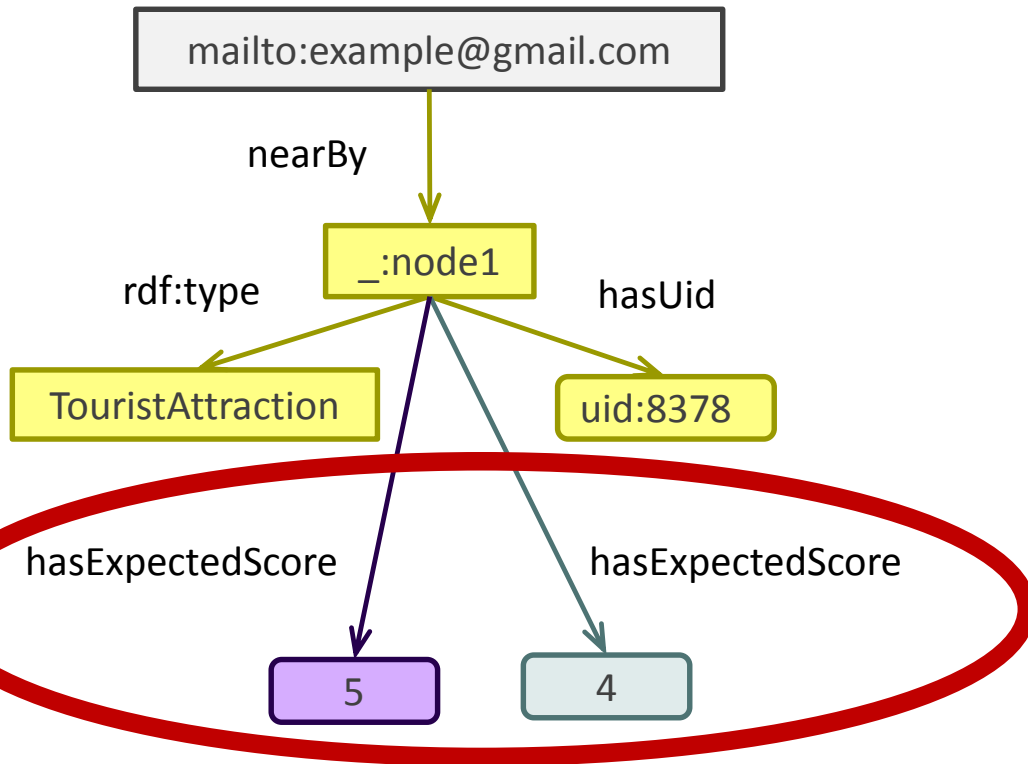 mailto:example@gmail.com
nearBy
_:node1
rdf:type
hasUid
TouristAttraction
uid:8378
hasExpectedScore
hasExpectedScore
5
4